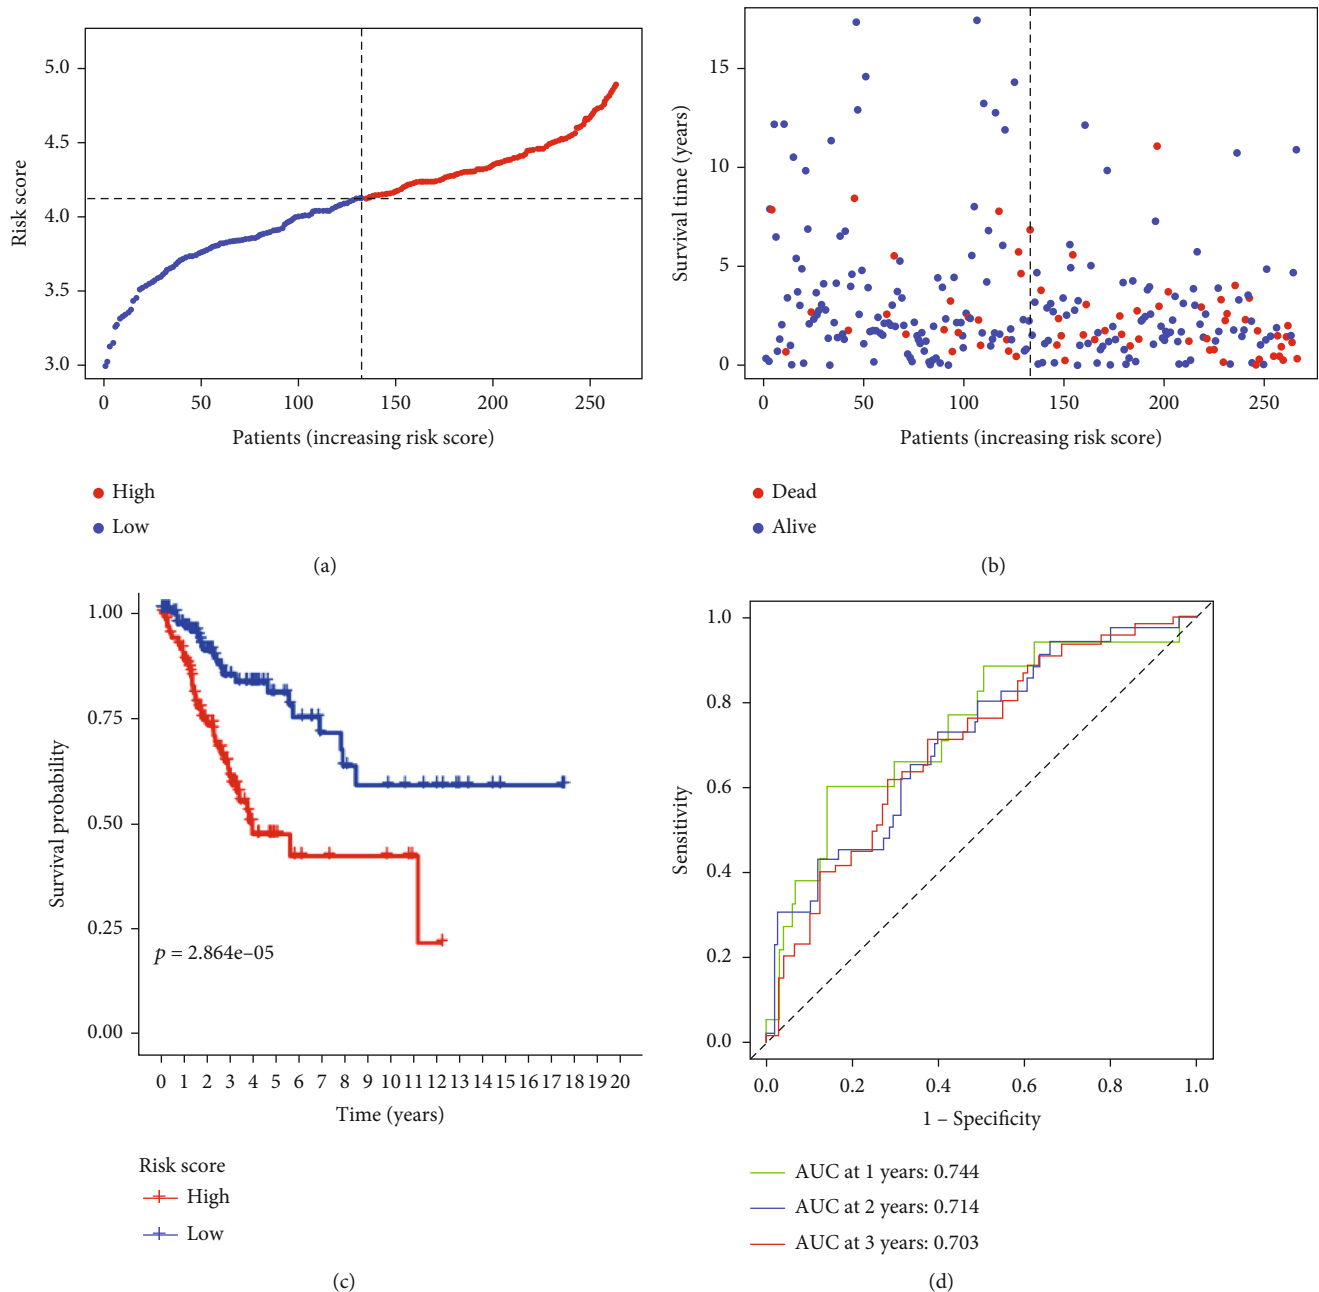 5.0
4.5
4.0
3.5
3.0
Risk score
0 50 100 150 200 250
Patients (increasing risk score)
High
Low
(a)
15
10
5
0
Survival time (years)
0 50 100 150 200 250
Patients (increasing risk score)
Dead
Alive
(b)
1.00
0.75
0.50
0.25
0.00
Survival probability
p = 2.864e–05
0 1 2 3 4 5 6 7 8 9 10 11 12 13 14 15 16 17 18 19 20
Time (years)
Risk score
High
Low
(c)
1.0
0.8
0.6
0.4
0.2
0.0
Sensitivity
0.0 0.2 0.4 0.6 0.8 1.0
1 – Specificity
AUC at 1 years: 0.744
AUC at 2 years: 0.714
AUC at 3 years: 0.703
(d)